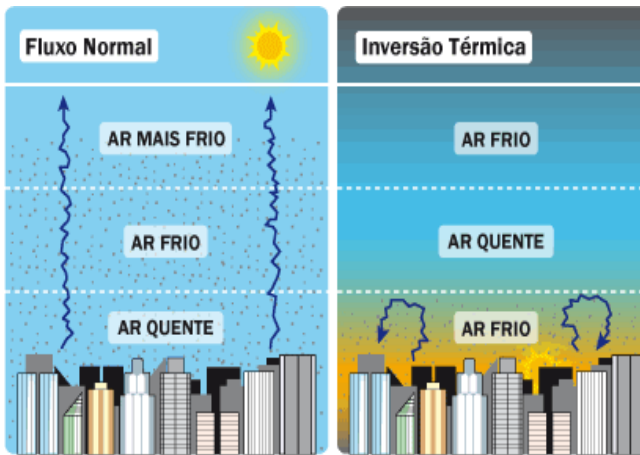 Fluxo Normal
AR MAIS FRIO
AR FRIO
AR QUENTE
Inversão Térmica
AR FRIO
AR QUENTE
AR FRIO